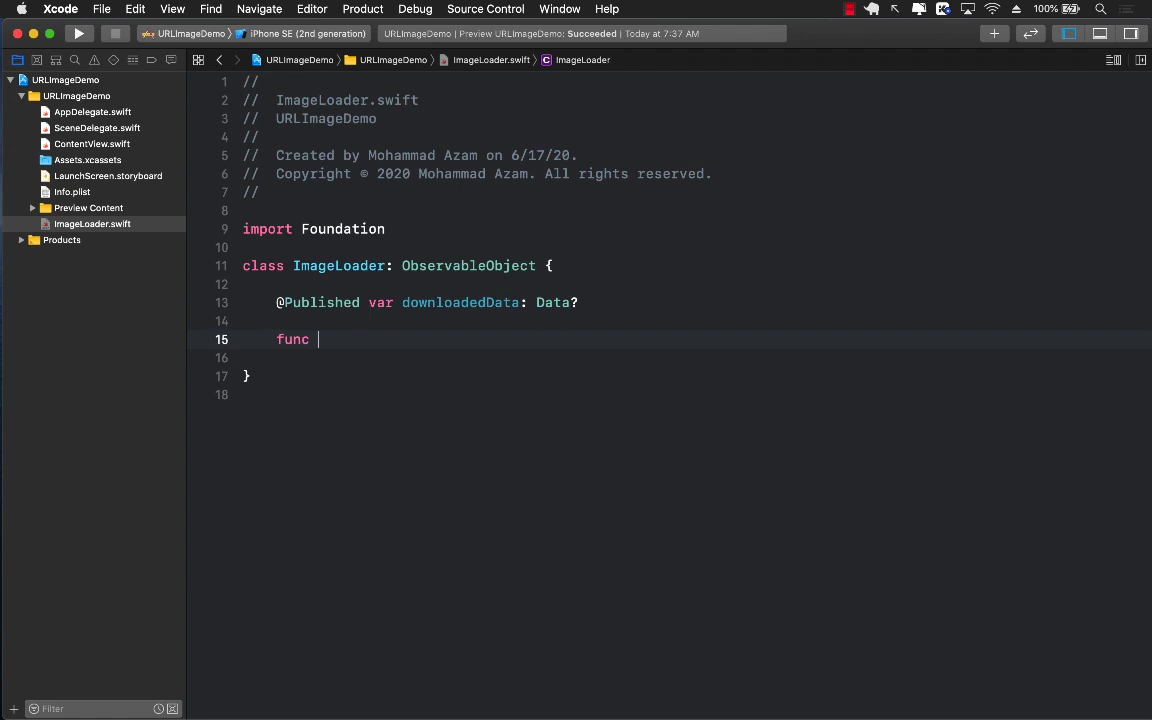 Xcode File Edit View Find Navigate Editor Product Debug Source Control Window Help 100%
URLImageDemo iPhone SE (2nd generation) URLImageDemo | Preview URLImageDemo: Succeeded | Today at 7:37 AM
URLImageDemo URLImageDemo ImageLoader.swift C ImageLoader
URLImageDemo
URLImageDemo
AppDelegate.swift
SceneDelegate.swift
ContentView.swift
Assets.xcassets
LaunchScreen.storyboard
Info.plist
Preview Content
ImageLoader.swift
Products
1 //
2 // ImageLoader.swift
3 // URLImageDemo
4 //
5 // Created by Mohammad Azam on 6/17/20.
6 // Copyright © 2020 Mohammad Azam. All rights reserved.
7 //
8
9 import Foundation
10
11 class ImageLoader: ObservableObject {
12
13 @Published var downloadedData: Data?
14
15 func
16
17 }
18
Filter